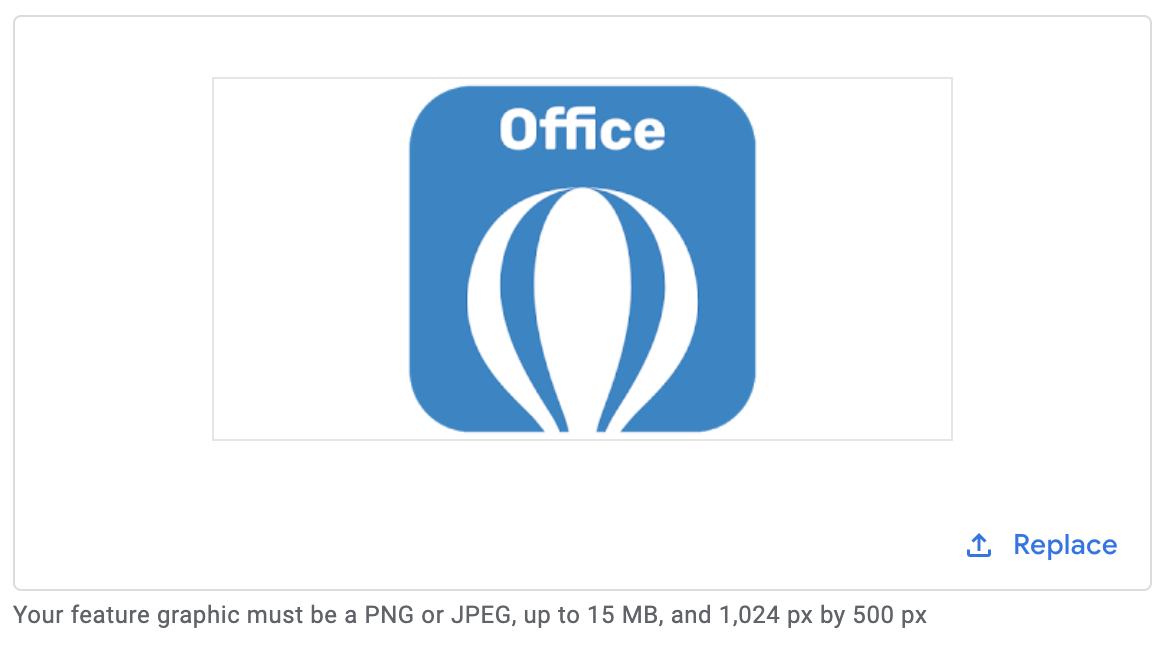 Office
Replace
Your feature graphic must be a PNG or JPEG, up to 15 MB, and 1,024 px by 500 px